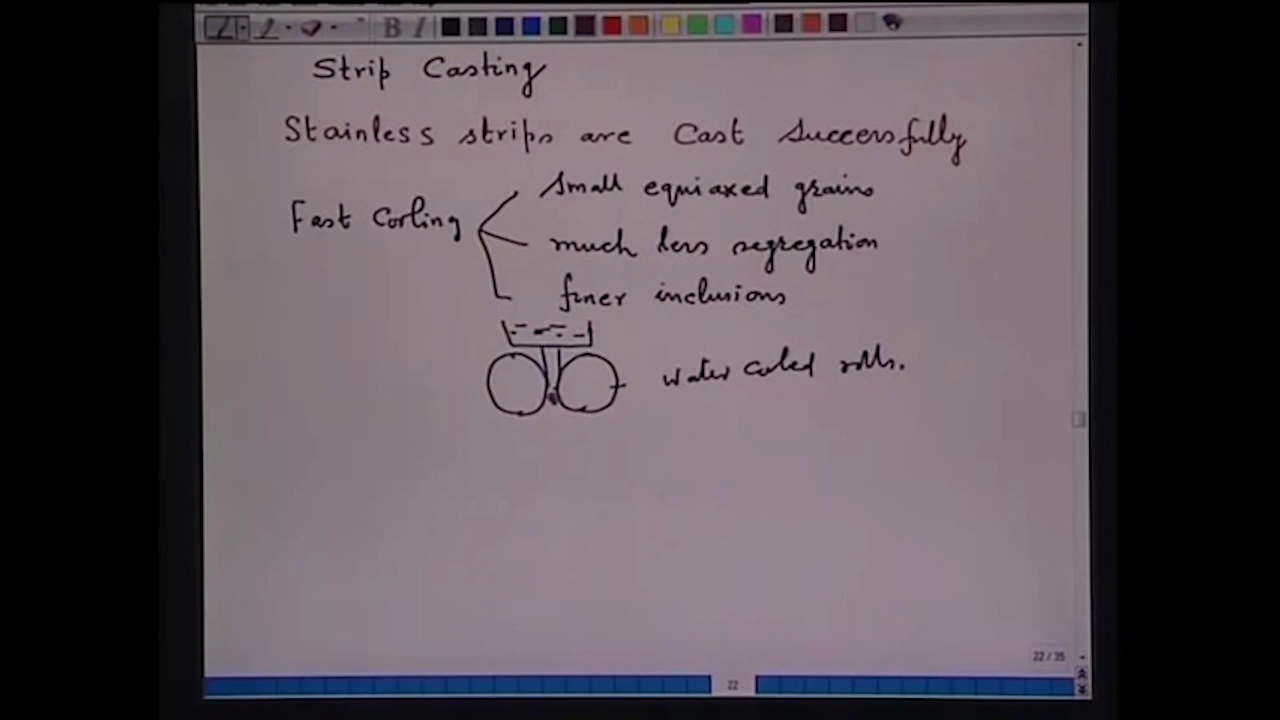 B I
Strip Casting
Stainless strips are Cast Successfully
Fast Cooling
Small equiaxed grains
much less segregation
finer inclusions
water cooled rolls.
22 / 35
22